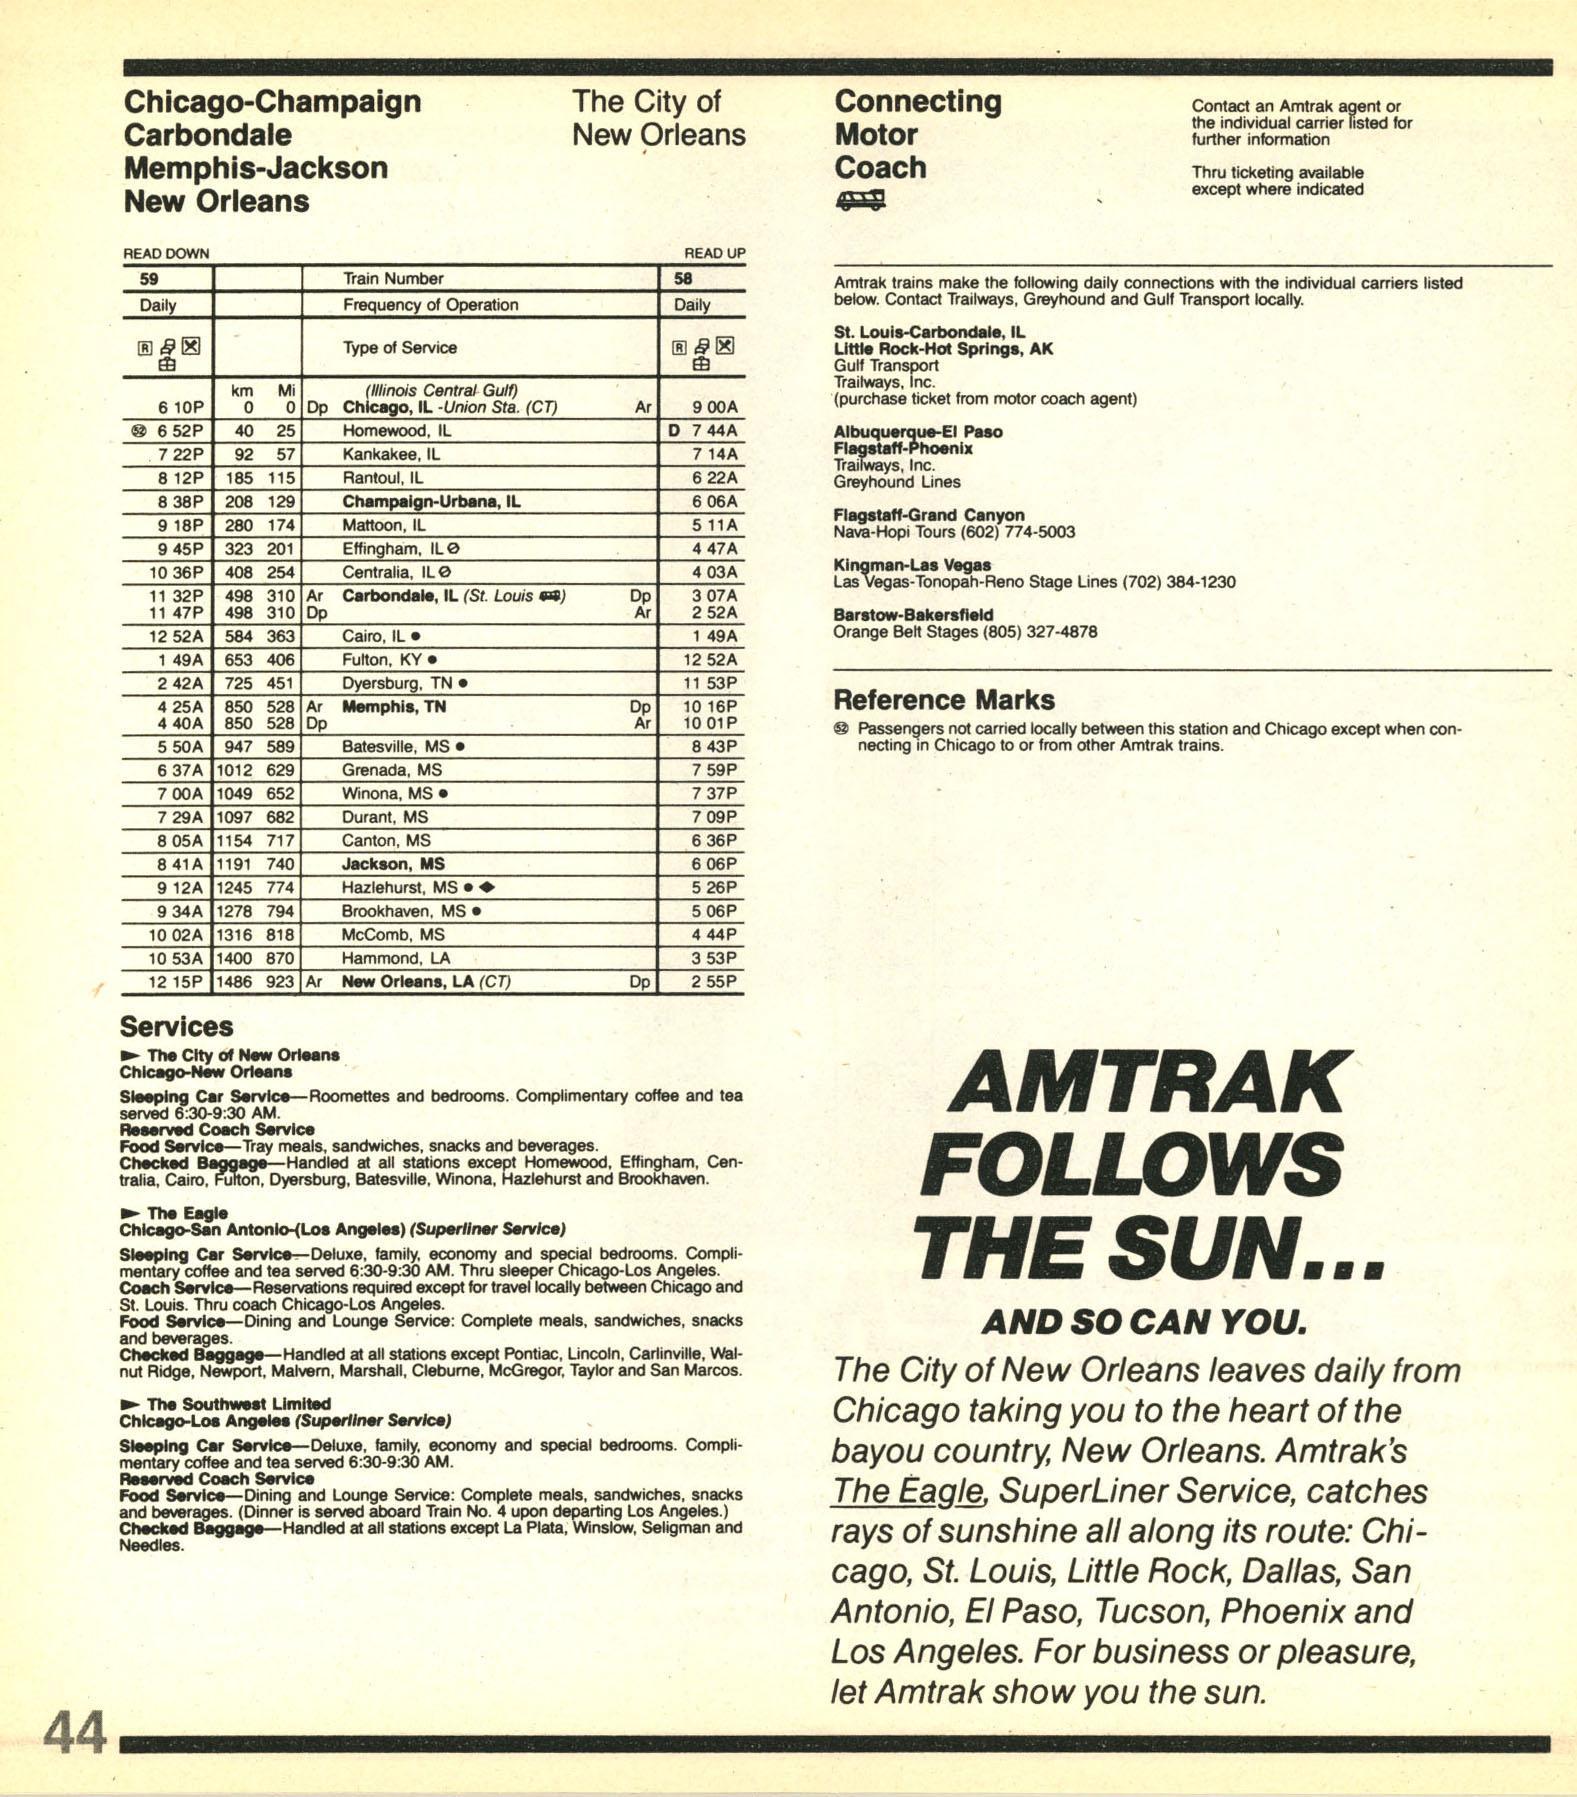 Chicago-Champaign
Carbondale
Memphis-Jackson
New Orleans
The City of
New Orleans
READ DOWN READ UP
59 Train Number 58
Daily Frequency of Operation Daily
R Type of Service R
km Mi (Illinois Central Gulf)
6 10P 0 0 Dp Chicago, IL -Union Sta. (CT) Ar 9 00A
52 6 52P 40 25 Homewood, IL D 7 44A
7 22P 92 57 Kankakee, IL 7 14A
8 12P 185 115 Rantoul, IL 6 22A
8 38P 208 129 Champaign-Urbana, IL 6 06A
9 18P 280 174 Mattoon, IL 5 11A
9 45P 323 201 Effingham, IL⊘ 4 47A
10 36P 408 254 Centralia, IL⊘ 4 03A
11 32P 498 310 Ar Carbondale, IL (St. Louis ) Dp 3 07A
11 47P 498 310 Dp Ar 2 52A
12 52A 584 363 Cairo, IL ● 1 49A
1 49A 653 406 Fulton, KY ● 12 52A
2 42A 725 451 Dyersburg, TN ● 11 53P
4 25A 850 528 Ar Memphis, TN Dp 10 16P
4 40A 850 528 Dp Ar 10 01P
5 50A 947 589 Batesville, MS ● 8 43P
6 37A 1012 629 Grenada, MS 7 59P
7 00A 1049 652 Winona, MS ● 7 37P
7 29A 1097 682 Durant, MS 7 09P
8 05A 1154 717 Canton, MS 6 36P
8 41A 1191 740 Jackson, MS 6 06P
9 12A 1245 774 Hazlehurst, MS ● ◆ 5 26P
9 34A 1278 794 Brookhaven, MS ● 5 06P
10 02A 1316 818 McComb, MS 4 44P
10 53A 1400 870 Hammond, LA 3 53P
12 15P 1486 923 Ar New Orleans, LA (CT) Dp 2 55P
Services
► The City of New Orleans
Chicago-New Orleans
Sleeping Car Service—Roomettes and bedrooms. Complimentary coffee and tea
served 6:30-9:30 AM.
Reserved Coach Service
Food Service—Tray meals, sandwiches, snacks and beverages.
Checked Baggage—Handled at all stations except Homewood, Effingham, Cen-
tralia, Cairo, Fulton, Dyersburg, Batesville, Winona, Hazlehurst and Brookhaven.
► The Eagle
Chicago-San Antonio-(Los Angeles) (Superliner Service)
Sleeping Car Service—Deluxe, family, economy and special bedrooms. Compli-
mentary coffee and tea served 6:30-9:30 AM. Thru sleeper Chicago-Los Angeles.
Coach Service—Reservations required except for travel locally between Chicago and
St. Louis. Thru coach Chicago-Los Angeles.
Food Service—Dining and Lounge Service: Complete meals, sandwiches, snacks
and beverages.
Checked Baggage—Handled at all stations except Pontiac, Lincoln, Carlinville, Wal-
nut Ridge, Newport, Malvern, Marshall, Cleburne, McGregor, Taylor and San Marcos.
► The Southwest Limited
Chicago-Los Angeles (Superliner Service)
Sleeping Car Service—Deluxe, family, economy and special bedrooms. Compli-
mentary coffee and tea served 6:30-9:30 AM.
Reserved Coach Service
Food Service—Dining and Lounge Service: Complete meals, sandwiches, snacks
and beverages. (Dinner is served aboard Train No. 4 upon departing Los Angeles.)
Checked Baggage—Handled at all stations except La Plata, Winslow, Seligman and
Needles.
Connecting
Motor
Coach
Contact an Amtrak agent or
the individual carrier listed for
further information
Thru ticketing available
except where indicated
Amtrak trains make the following daily connections with the individual carriers listed
below. Contact Trailways, Greyhound and Gulf Transport locally.
St. Louis-Carbondale, IL
Little Rock-Hot Springs, AK
Gulf Transport
Trailways, Inc.
(purchase ticket from motor coach agent)
Albuquerque-El Paso
Flagstaff-Phoenix
Trailways, Inc.
Greyhound Lines
Flagstaff-Grand Canyon
Nava-Hopi Tours (602) 774-5003
Kingman-Las Vegas
Las Vegas-Tonopah-Reno Stage Lines (702) 384-1230
Barstow-Bakersfield
Orange Belt Stages (805) 327-4878
Reference Marks
52 Passengers not carried locally between this station and Chicago except when con-
necting in Chicago to or from other Amtrak trains.
AMTRAK
FOLLOWS
THE SUN...
AND SO CAN YOU.
The City of New Orleans leaves daily from
Chicago taking you to the heart of the
bayou country, New Orleans. Amtrak's
The Eagle, SuperLiner Service, catches
rays of sunshine all along its route: Chi-
cago, St. Louis, Little Rock, Dallas, San
Antonio, El Paso, Tucson, Phoenix and
Los Angeles. For business or pleasure,
let Amtrak show you the sun.
44